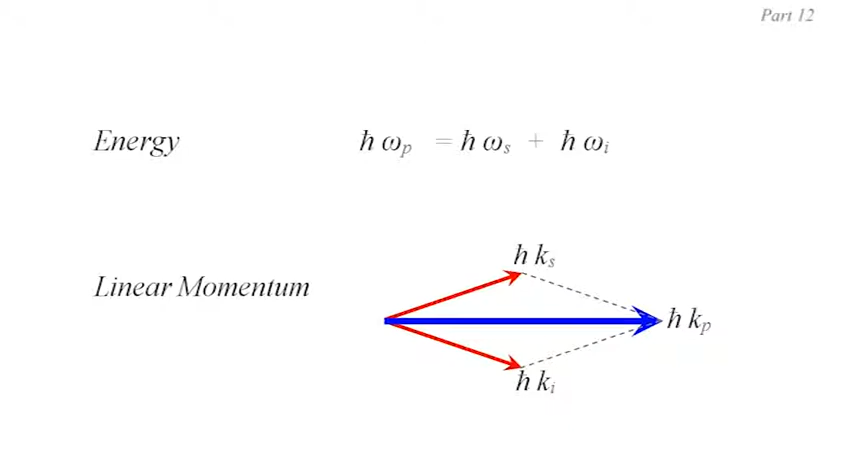 Part 12
Energy
ħ ωₚ = ħ ωₛ + ħ ωᵢ
ħ kₛ
Linear Momentum
ħ kₚ
ħ kᵢ